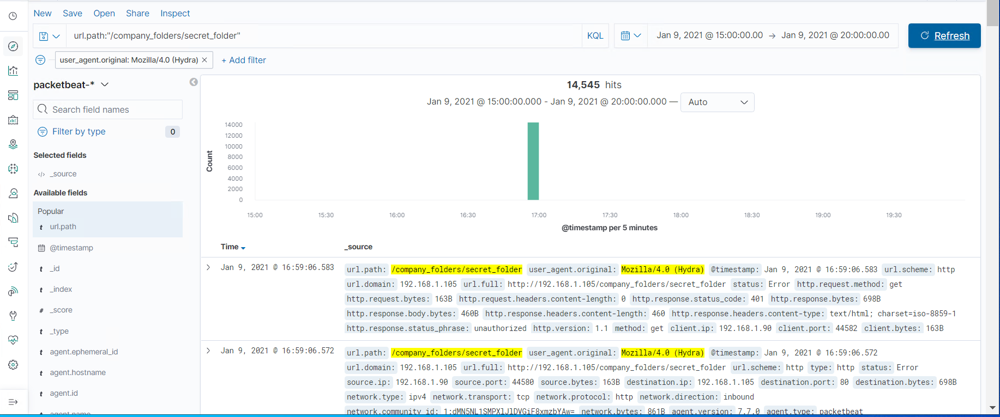 New Save Open Share Inspect
url.path:"/company_folders/secret_folder" KQL Jan 9, 2021 @ 15:00:00.00 → Jan 9, 2021 @ 20:00:00.00 Refresh
user_agent.original: Mozilla/4.0 (Hydra) × + Add filter
packetbeat-*
Search field names
Filter by type 0
Selected fields
</> _source
Available fields
Popular
t url.path
@timestamp
t _id
t _index
# _score
t _type
t agent.ephemeral_id
t agent.hostname
t agent.id
agent.name
14,545 hits
Jan 9, 2021 @ 15:00:00.000 - Jan 9, 2021 @ 20:00:00.000 — Auto
Count
14000
12000
10000
8000
6000
4000
2000
0
15:00 15:30 16:00 16:30 17:00 17:30 18:00 18:30 19:00 19:30
@timestamp per 5 minutes
Time _source
Jan 9, 2021 @ 16:59:06.583 url.path: /company_folders/secret_folder user_agent.original: Mozilla/4.0 (Hydra) @timestamp: Jan 9, 2021 @ 16:59:06.583 url.scheme: http
url.domain: 192.168.1.105 url.full: http://192.168.1.105/company_folders/secret_folder status: Error http.request.method: get
http.request.bytes: 163B http.request.headers.content-length: 0 http.response.status_code: 401 http.response.bytes: 698B
http.response.body.bytes: 460B http.response.headers.content-length: 460 http.response.headers.content-type: text/html; charset=iso-8859-1
http.response.status_phrase: unauthorized http.version: 1.1 method: get client.ip: 192.168.1.90 client.port: 44582 client.bytes: 163B
Jan 9, 2021 @ 16:59:06.572 url.path: /company_folders/secret_folder user_agent.original: Mozilla/4.0 (Hydra) @timestamp: Jan 9, 2021 @ 16:59:06.572
url.domain: 192.168.1.105 url.full: http://192.168.1.105/company_folders/secret_folder url.scheme: http type: http status: Error
source.ip: 192.168.1.90 source.port: 44580 source.bytes: 163B destination.ip: 192.168.1.105 destination.port: 80 destination.bytes: 698B
network.type: ipv4 network.transport: tcp network.protocol: http network.direction: inbound
network.community_id: 1:dMN5NL1SMPXlJlDVGiF8xmzbYAw= network.bytes: 861B agent.version: 7.7.0 agent.type: packetbeat